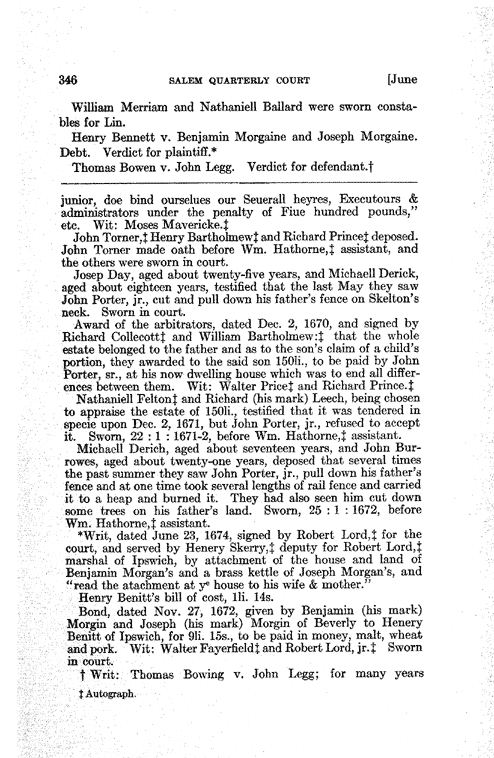 346 SALEM QUARTERLY COURT [June
William Merriam and Nathaniell Ballard were sworn consta-
bles for Lin.
Henry Bennett v. Benjamin Morgaine and Joseph Morgaine.
Debt. Verdict for plaintiff.*
Thomas Bowen v. John Legg. Verdict for defendant.†
junior, doe bind ourselues our Seuerall heyres, Executours &
administrators under the penalty of Fiue hundred pounds,"
etc. Wit: Moses Mavericke.‡
John Torner,‡ Henry Bartholmew‡ and Richard Prince‡ deposed.
John Torner made oath before Wm. Hathorne,‡ assistant, and
the others were sworn in court.
Josep Day, aged about twenty-five years, and Michaell Derick,
aged about eighteen years, testified that the last May they saw
John Porter, jr., cut and pull down his father's fence on Skelton's
neck. Sworn in court.
Award of the arbitrators, dated Dec. 2, 1670, and signed by
Richard Collecott‡ and William Bartholmew:‡ that the whole
estate belonged to the father and as to the son's claim of a child's
portion, they awarded to the said son 150li., to be paid by John
Porter, sr., at his now dwelling house which was to end all differ-
ences between them. Wit: Walter Price‡ and Richard Prince.‡
Nathaniell Felton‡ and Richard (his mark) Leech, being chosen
to appraise the estate of 150li., testified that it was tendered in
specie upon Dec. 2, 1671, but John Porter, jr., refused to accept
it. Sworn, 22 : 1 : 1671-2, before Wm. Hathorne,‡ assistant.
Michaell Derich, aged about seventeen years, and John Bur-
rowes, aged about twenty-one years, deposed that several times
the past summer they saw John Porter, jr., pull down his father's
fence and at one time took several lengths of rail fence and carried
it to a heap and burned it. They had also seen him cut down
some trees on his father's land. Sworn, 25 : 1 : 1672, before
Wm. Hathorne,‡ assistant.
*Writ, dated June 23, 1674, signed by Robert Lord,‡ for the
court, and served by Henery Skerry,‡ deputy for Robert Lord,‡
marshal of Ipswich, by attachment of the house and land of
Benjamin Morgan's and a brass kettle of Joseph Morgan's, and
"read the atachment at yᵉ house to his wife & mother."
Henry Benitt's bill of cost, 1li. 14s.
Bond, dated Nov. 27, 1672, given by Benjamin (his mark)
Morgin and Joseph (his mark) Morgin of Beverly to Henery
Benitt of Ipswich, for 9li. 15s., to be paid in money, malt, wheat
and pork. Wit: Walter Fayerfield‡ and Robert Lord, jr.‡ Sworn
in court.
† Writ: Thomas Bowing v. John Legg; for many years
‡ Autograph.